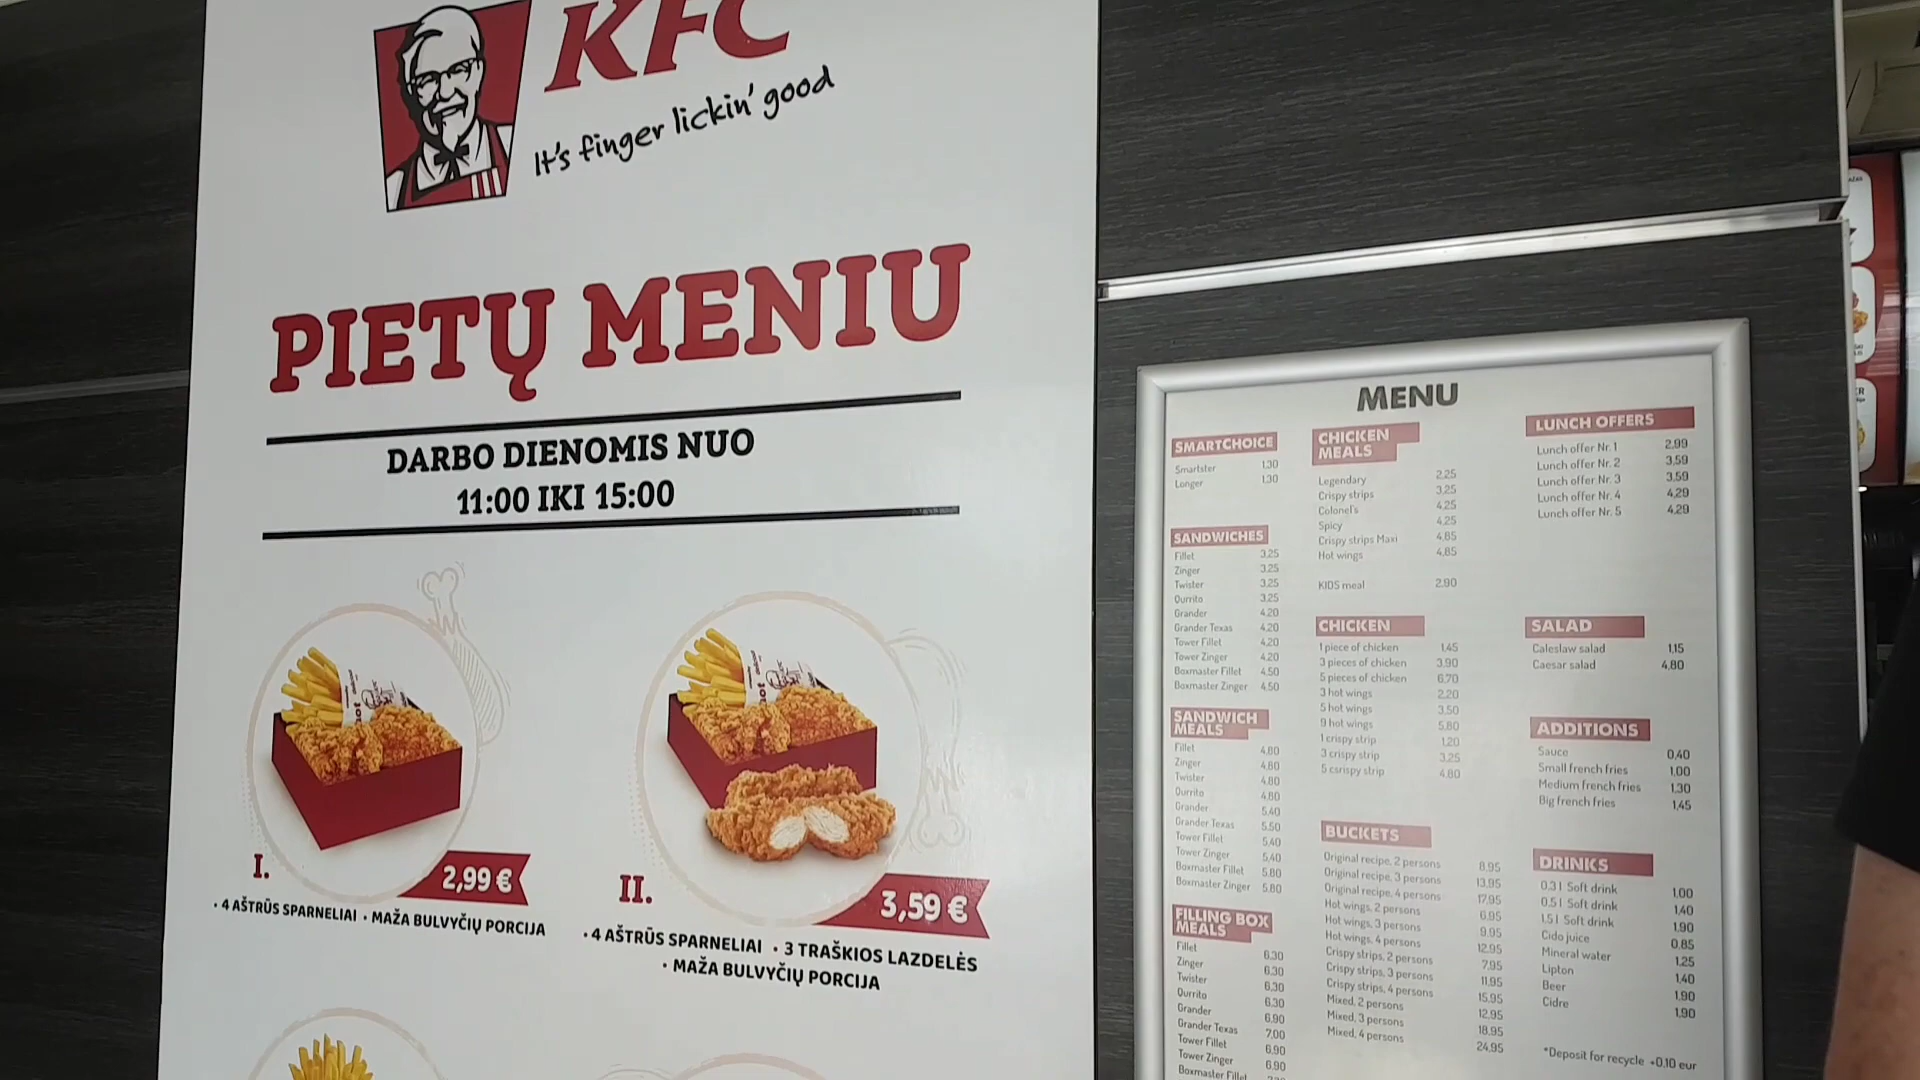 KFC
It's finger lickin' good
PIETŲ MENIU
DARBO DIENOMIS NUO
11:00 IKI 15:00
I.
2,99 €
• 4 AŠTRŪS SPARNELIAI • MAŽA BULVYČIŲ PORCIJA
II.
3,59 €
• 4 AŠTRŪS SPARNELIAI • 3 TRAŠKIOS LAZDELĖS
• MAŽA BULVYČIŲ PORCIJA
MENU
SMARTCHOICE
Smartster 1.30
Longer 1.30
SANDWICHES
Fillet 3.25
Zinger 3.25
Twister 3.25
Qurrito 3.25
Grander 4.20
Grander Texas 4.20
Tower Fillet 4.20
Tower Zinger 4.20
Boxmaster Fillet 4.50
Boxmaster Zinger 4.50
SANDWICH
MEALS
Fillet 4.80
Zinger 4.80
Twister 4.80
Qurrito 4.80
Grander 5.40
Grander Texas 5.50
Tower Fillet 5.40
Tower Zinger 5.40
Boxmaster Fillet 5.80
Boxmaster Zinger 5.80
FILLING BOX
MEALS
Fillet 6.30
Zinger 6.30
Twister 6.30
Qurrito 6.30
Grander 6.90
Grander Texas 7.00
Tower Fillet 6.90
Tower Zinger 6.90
Boxmaster Fillet
CHICKEN
MEALS
Legendary 2.25
Crispy strips 3,25
Colonel's 4,25
Spicy 4,25
Crispy strips Maxi 4,85
Hot wings 4,85
KIDS meal 2.90
CHICKEN
1 piece of chicken 1,45
3 pieces of chicken 3.90
5 pieces of chicken 6.70
3 hot wings 2.20
5 hot wings 3.50
9 hot wings 5.80
1 crispy strip 1.20
3 crispy strip 3.25
5 csrispy strip 4.80
BUCKETS
Original recipe, 2 persons 8.95
Original recipe, 3 persons 13.95
Original recipe, 4 persons 17.95
Hot wings, 2 persons 6.95
Hot wings, 3 persons 9.95
Hot wings, 4 persons 12.95
Crispy strips, 2 persons 7.95
Crispy strips, 3 persons 11.95
Crispy strips, 4 persons 15.95
Mixed, 2 persons 12.95
Mixed, 3 persons 18.95
Mixed, 4 persons 24.95
LUNCH OFFERS
Lunch offer Nr. 1 2,99
Lunch offer Nr. 2 3,59
Lunch offer Nr. 3 3,59
Lunch offer Nr. 4 4,29
Lunch offer Nr. 5 4,29
SALAD
Caleslaw salad 1,15
Caesar salad 4.80
ADDITIONS
Sauce 0,40
Small french fries 1,00
Medium french fries 1,30
Big french fries 1,45
DRINKS
0.3 l Soft drink 1.00
0.5 l Soft drink 1,40
1.5 l Soft drink 1.90
Cido juice 0.85
Mineral water 1.25
Lipton 1,40
Beer 1.90
Cidre 1.90
*Deposit for recycle +0.10 eur